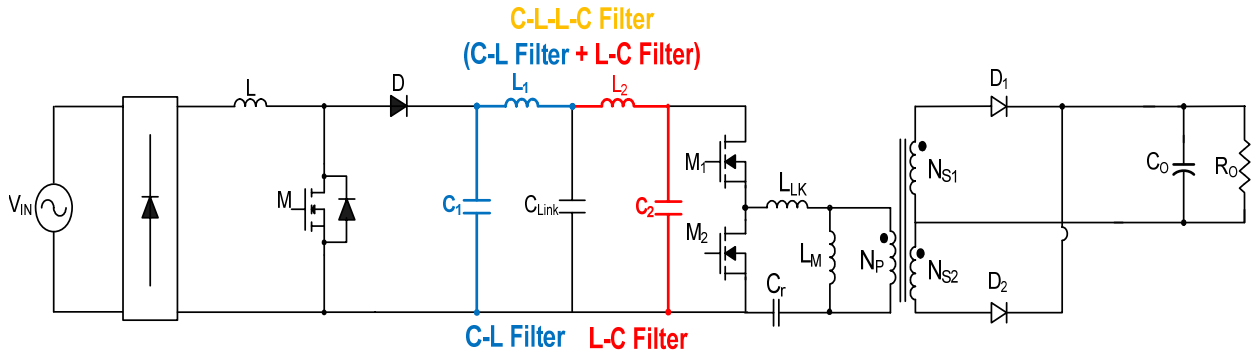 C-L-L-C Filter
(C-L Filter + L-C Filter)
L
D
L1
L2
D1
VIN
M
C1
CLink
C2
M1
M2
LLK
LM
NP
Cr
NS1
NS2
CO
RO
D2
C-L Filter
L-C Filter